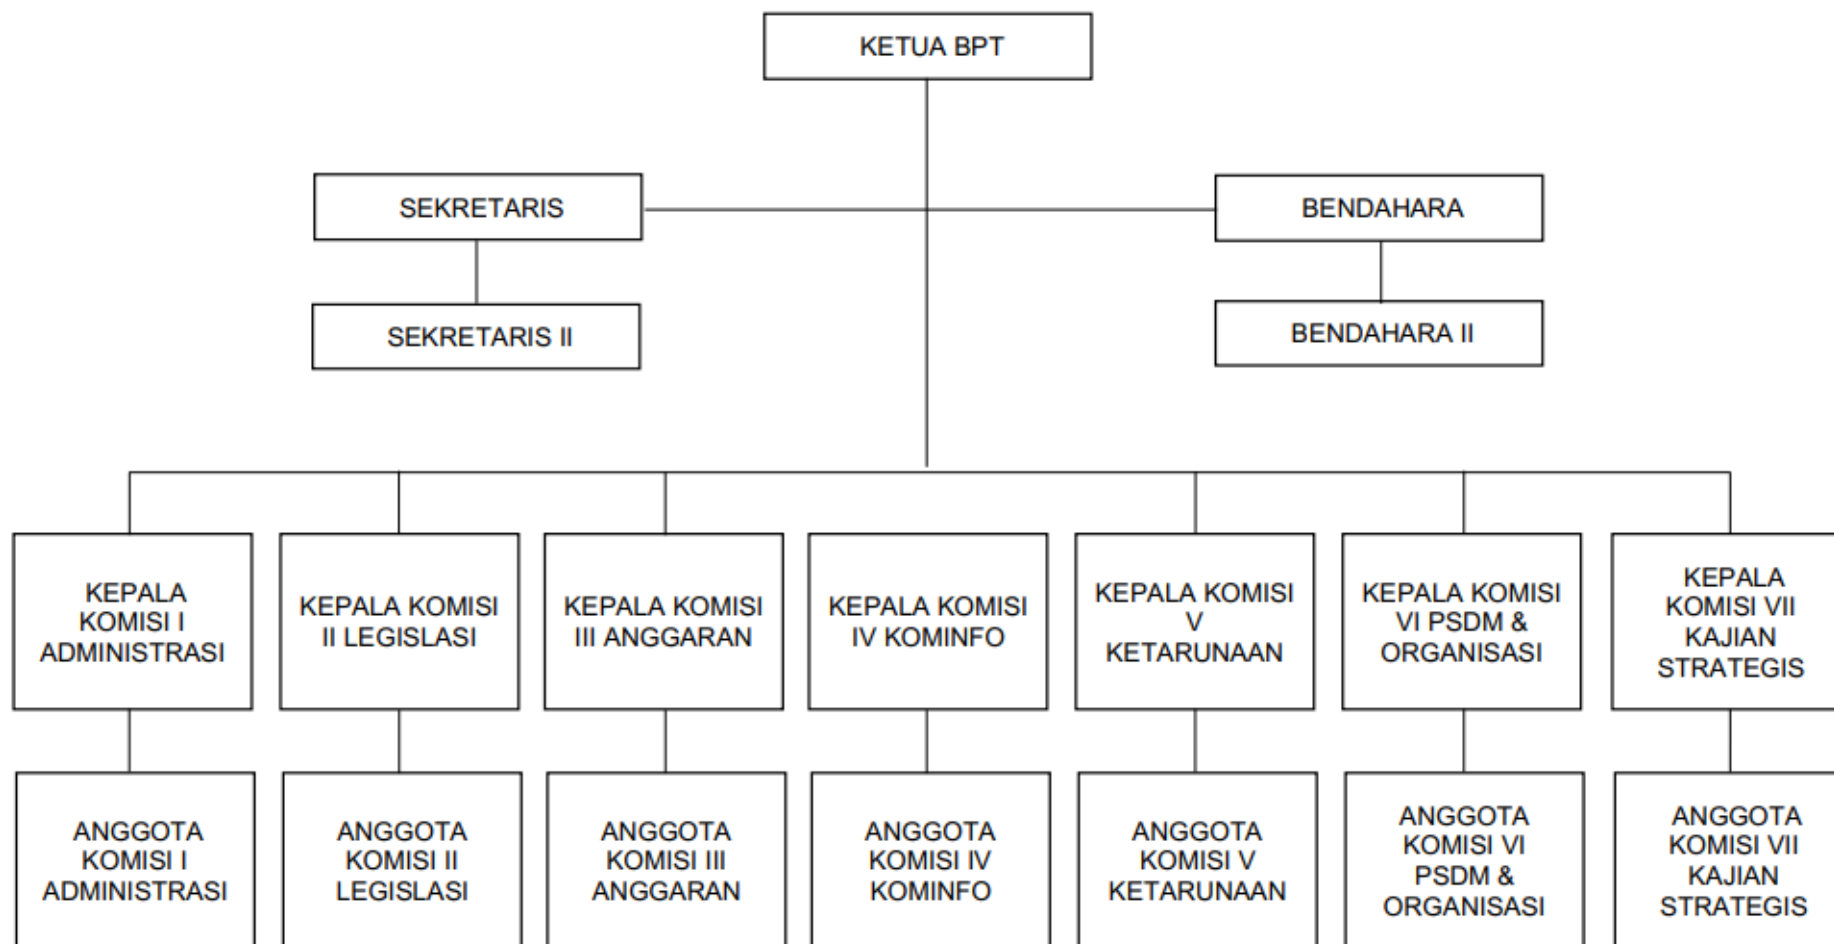 KETUA BPT
SEKRETARIS
BENDAHARA
SEKRETARIS II
BENDAHARA II
KEPALA
KOMISI I
ADMINISTRASI
KEPALA KOMISI
II LEGISLASI
KEPALA KOMISI
III ANGGARAN
KEPALA KOMISI
IV KOMINFO
KEPALA KOMISI
V
KETARUNAAN
KEPALA KOMISI
VI PSDM &
ORGANISASI
KEPALA
KOMISI VII
KAJIAN
STRATEGIS
ANGGOTA
KOMISI I
ADMINISTRASI
ANGGOTA
KOMISI II
LEGISLASI
ANGGOTA
KOMISI III
ANGGARAN
ANGGOTA
KOMISI IV
KOMINFO
ANGGOTA
KOMISI V
KETARUNAAN
ANGGOTA
KOMISI VI
PSDM &
ORGANISASI
ANGGOTA
KOMISI VII
KAJIAN
STRATEGIS